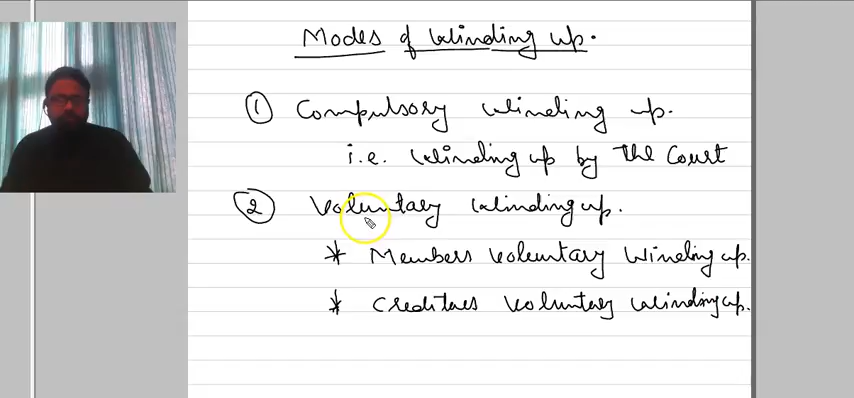 Modes of Winding up.
① Compulsory Winding up.
i.e. Winding up by the Court
② Voluntary Winding up.
* Members Voluntary Winding up.
* Creditors Voluntary Winding up.